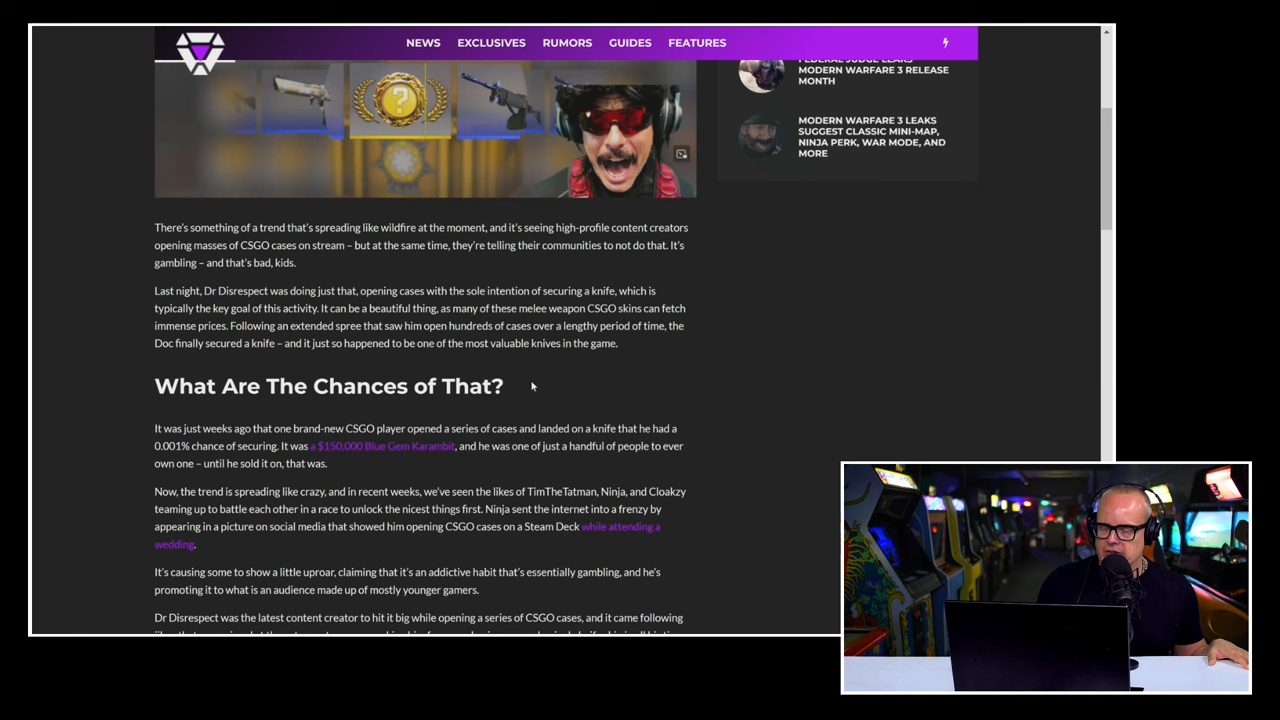 NEWS EXCLUSIVES RUMORS GUIDES FEATURES
FEDERAL JUDGE LEAKS
MODERN WARFARE 3 RELEASE
MONTH
MODERN WARFARE 3 LEAKS
SUGGEST CLASSIC MINI-MAP,
NINJA PERK, WAR MODE, AND
MORE
?
There's something of a trend that's spreading like wildfire at the moment, and it's seeing high-profile content creators
opening masses of CSGO cases on stream – but at the same time, they're telling their communities to not do that. It's
gambling – and that's bad, kids.
Last night, Dr Disrespect was doing just that, opening cases with the sole intention of securing a knife, which is
typically the key goal of this activity. It can be a beautiful thing, as many of these melee weapon CSGO skins can fetch
immense prices. Following an extended spree that saw him open hundreds of cases over a lengthy period of time, the
Doc finally secured a knife – and it just so happened to be one of the most valuable knives in the game.
What Are The Chances of That?
It was just weeks ago that one brand-new CSGO player opened a series of cases and landed on a knife that he had a
0.001% chance of securing. It was a $150,000 Blue Gem Karambit, and he was one of just a handful of people to ever
own one – until he sold it on, that was.
Now, the trend is spreading like crazy, and in recent weeks, we've seen the likes of TimTheTatman, Ninja, and Cloakzy
teaming up to battle each other in a race to unlock the nicest things first. Ninja sent the internet into a frenzy by
appearing in a picture on social media that showed him opening CSGO cases on a Steam Deck while attending a
wedding.
It's causing some to show a little uproar, claiming that it's an addictive habit that's essentially gambling, and he's
promoting it to what is an audience made up of mostly younger gamers.
Dr Disrespect was the latest content creator to hit it big while opening a series of CSGO cases, and it came following